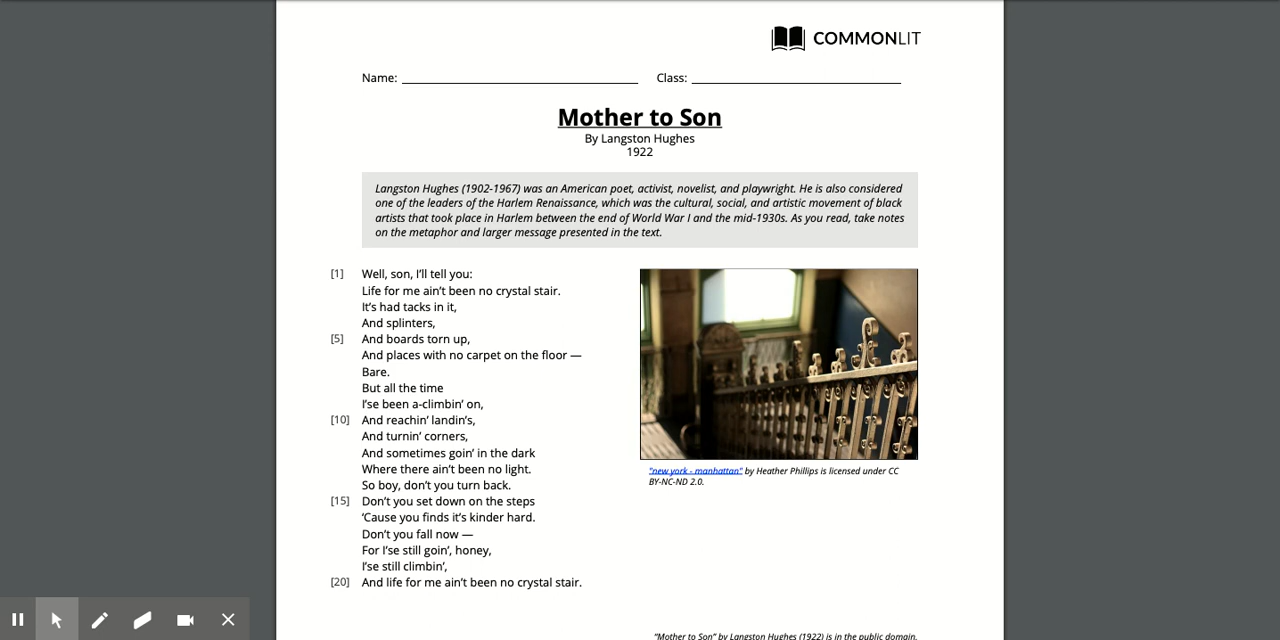 COMMONLIT
Name: Class:
Mother to Son
By Langston Hughes
1922
Langston Hughes (1902-1967) was an American poet, activist, novelist, and playwright. He is also considered
one of the leaders of the Harlem Renaissance, which was the cultural, social, and artistic movement of black
artists that took place in Harlem between the end of World War I and the mid-1930s. As you read, take notes
on the metaphor and larger message presented in the text.
[1] Well, son, I’ll tell you:
Life for me ain’t been no crystal stair.
It’s had tacks in it,
And splinters,
[5] And boards torn up,
And places with no carpet on the floor —
Bare.
But all the time
I’se been a-climbin’ on,
[10] And reachin’ landin’s,
And turnin’ corners,
And sometimes goin’ in the dark
Where there ain’t been no light.
So boy, don’t you turn back.
[15] Don’t you set down on the steps
‘Cause you finds it’s kinder hard.
Don’t you fall now —
For I’se still goin’, honey,
I’se still climbin’,
[20] And life for me ain’t been no crystal stair.
"new york - manhattan" by Heather Phillips is licensed under CC
BY-NC-ND 2.0.
“Mother to Son” by Langston Hughes (1922) is in the public domain.